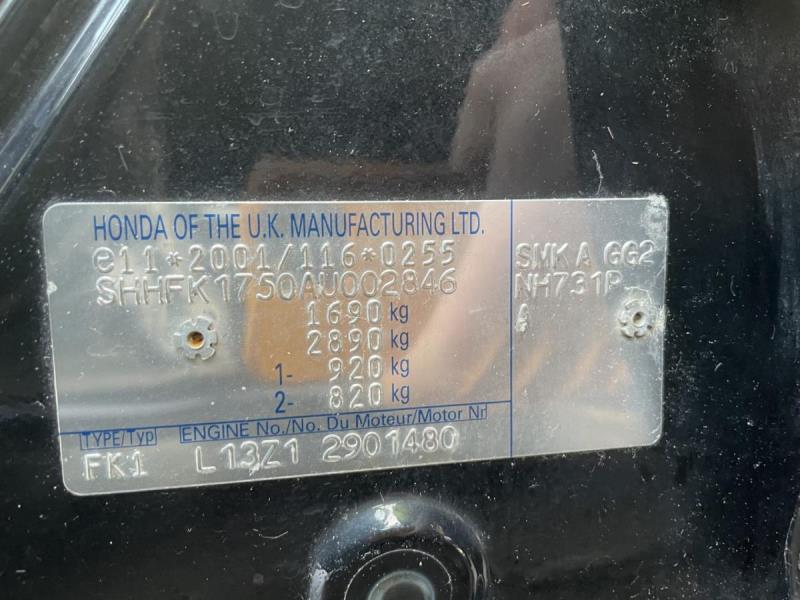 HONDA OF THE U.K. MANUFACTURING LTD.
e11*2001/116*0255
SHHFK1750AU002846
1690 kg
2890 kg
1- 920 kg
2- 820 kg
TYPE/Typ ENGINE No./No. Du Moteur/Motor Nr
FK1 L13Z1 2901480
SMK A GG2
NH731P
A